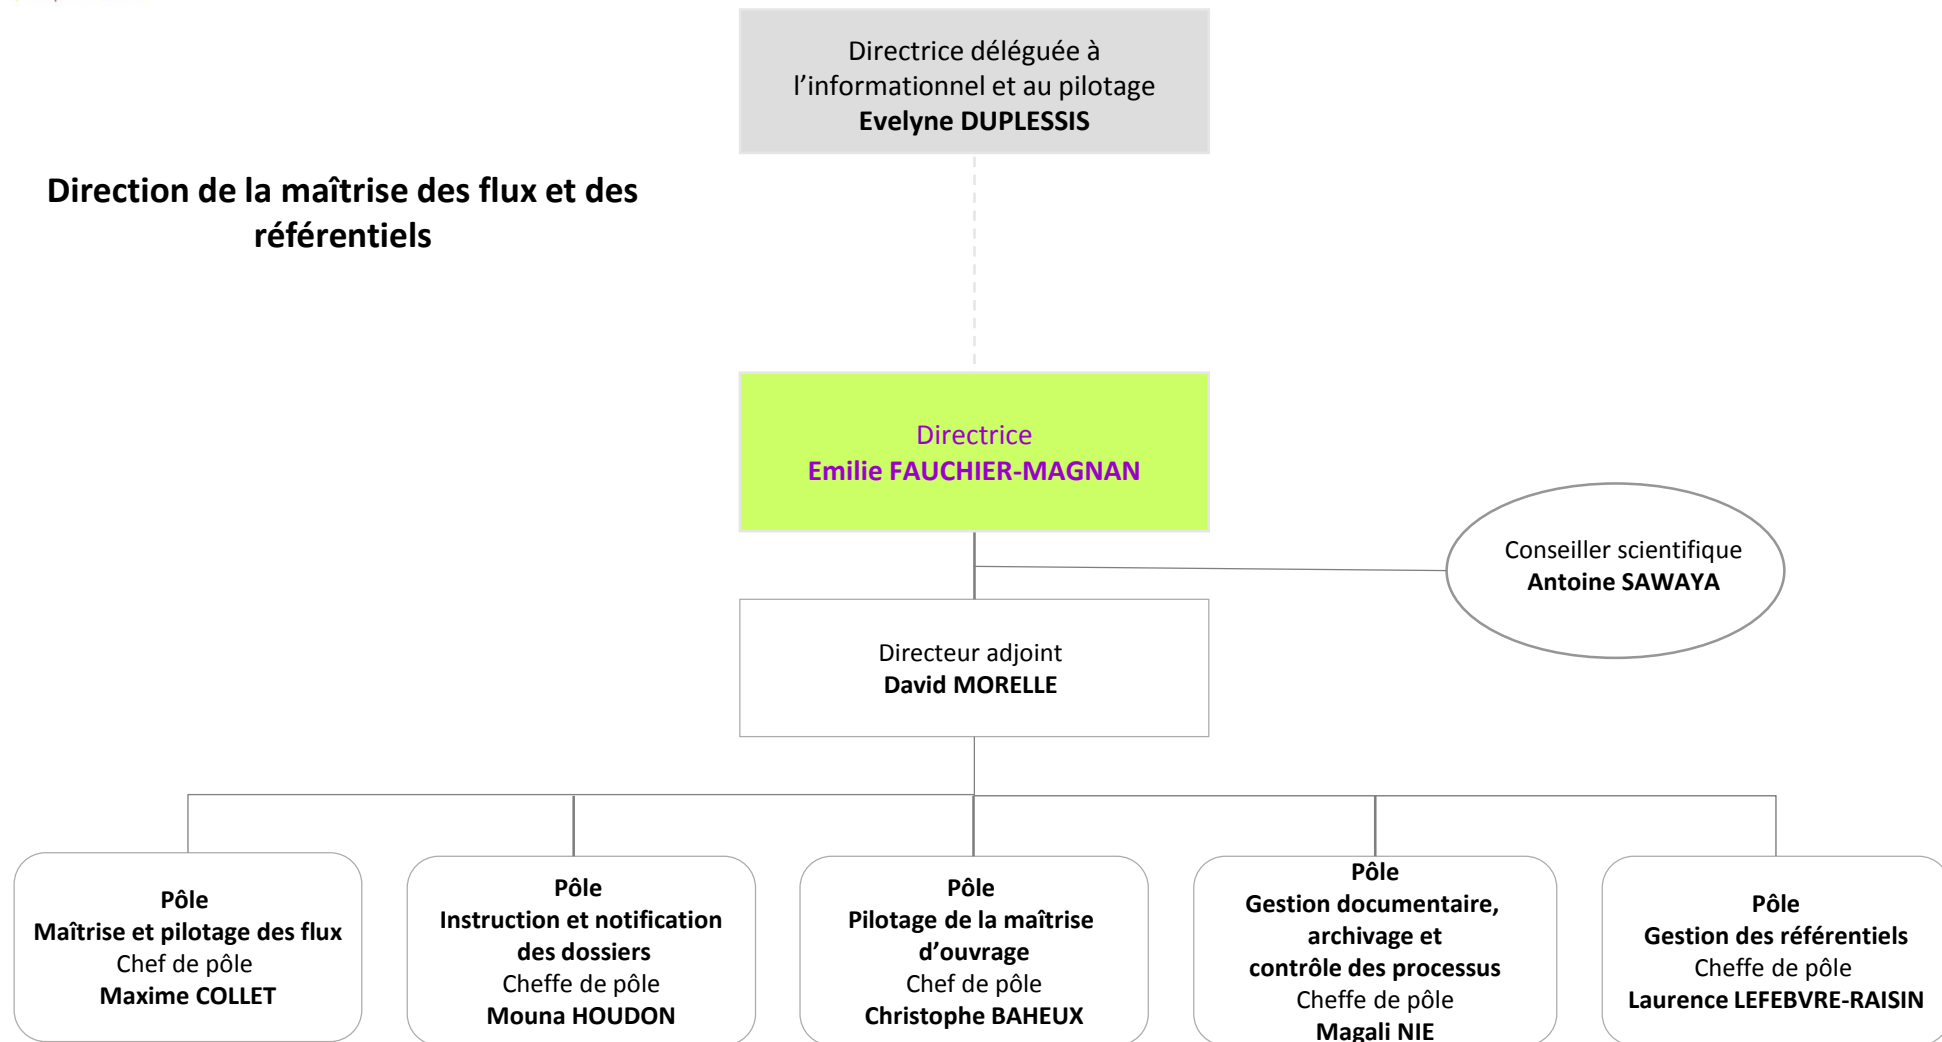 Directrice déléguée à
l’informationnel et au pilotage
Evelyne DUPLESSIS
Direction de la maîtrise des flux et des
référentiels
Directrice
Emilie FAUCHIER-MAGNAN
Conseiller scientifique
Antoine SAWAYA
Directeur adjoint
David MORELLE
Pôle
Maîtrise et pilotage des flux
Chef de pôle
Maxime COLLET
Pôle
Instruction et notification
des dossiers
Cheffe de pôle
Mouna HOUDON
Pôle
Pilotage de la maîtrise
d’ouvrage
Chef de pôle
Christophe BAHEUX
Pôle
Gestion documentaire,
archivage et
contrôle des processus
Cheffe de pôle
Magali NIE
Pôle
Gestion des référentiels
Cheffe de pôle
Laurence LEFEBVRE-RAISIN